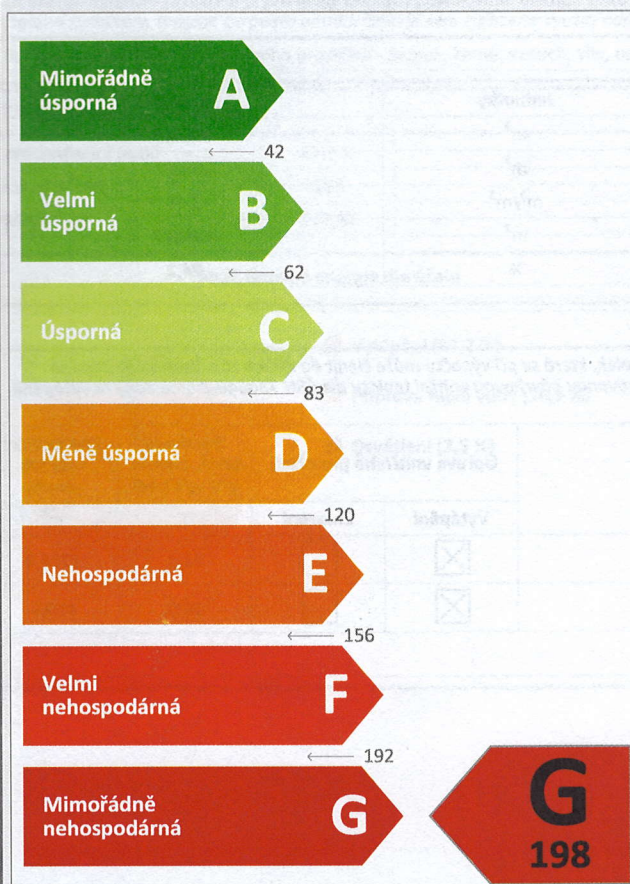 Mimořádně
úsporná
A
42
Velmi
úsporná
B
62
Úsporná
C
83
Méně úsporná
D
120
Nehospodárná
E
156
Velmi
nehospodárná
F
192
Mimořádně
nehospodárná
G
G
198